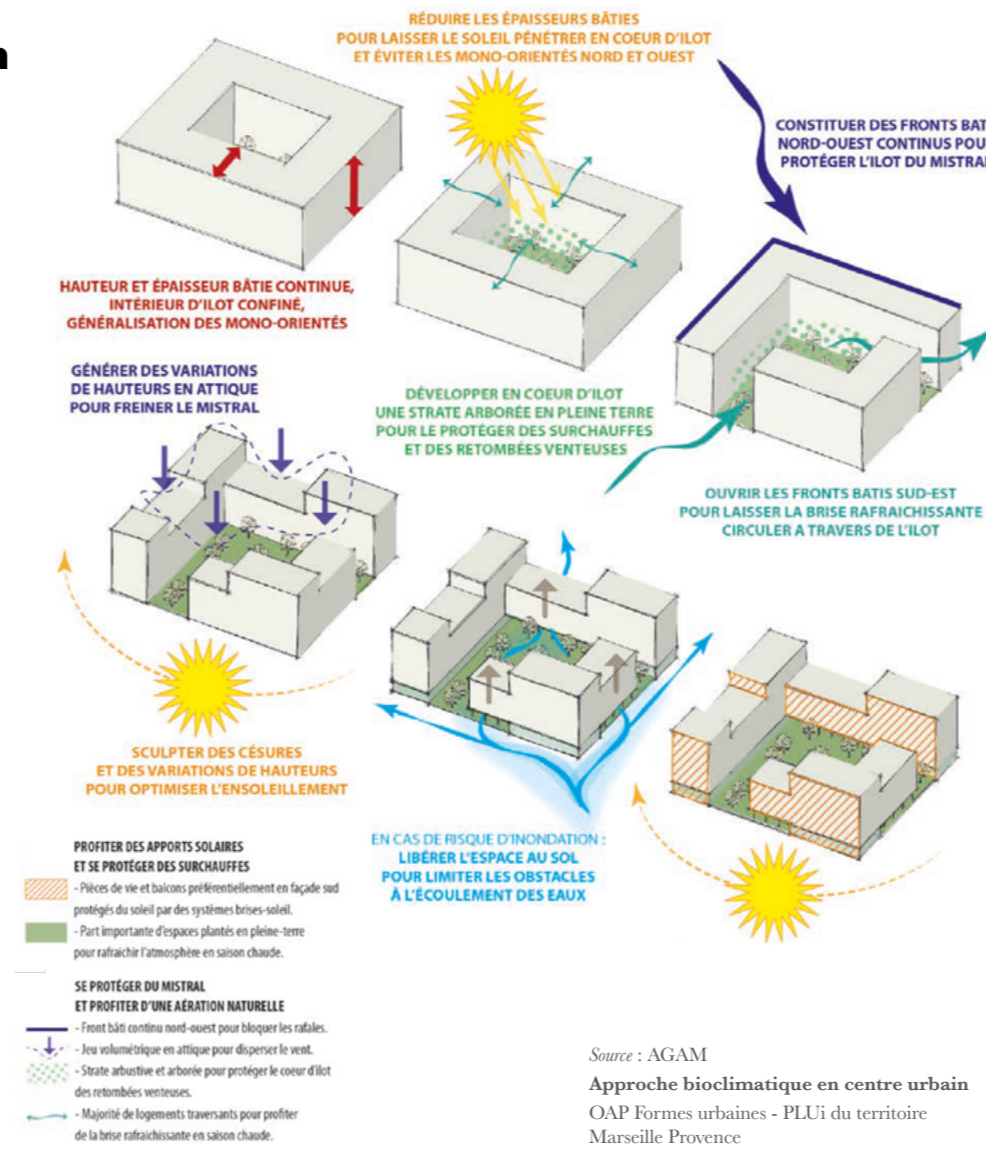 n
RÉDUIRE LES ÉPAISSEURS BÂTIES
POUR LAISSER LE SOLEIL PÉNÉTRER EN COEUR D'ILOT
ET ÉVITER LES MONO-ORIENTÉS NORD ET OUEST
CONSTITUER DES FRONTS BAT
NORD-OUEST CONTINUS POU
PROTÉGER L'ILOT DU MISTRAL
HAUTEUR ET ÉPAISSEUR BÂTIE CONTINUE,
INTÉRIEUR D'ILOT CONFINÉ,
GÉNÉRALISATION DES MONO-ORIENTÉS
GÉNÉRER DES VARIATIONS
DE HAUTEURS EN ATTIQUE
POUR FREINER LE MISTRAL
DÉVELOPPER EN COEUR D'ILOT
UNE STRATE ARBORÉE EN PLEINE TERRE
POUR LE PROTÉGER DES SURCHAUFFES
ET DES RETOMBÉES VENTEUSES
OUVRIR LES FRONTS BATIS SUD-EST
POUR LAISSER LA BRISE RAFRAICHISSANTE
CIRCULER A TRAVERS DE L'ILOT
SCULPTER DES CÉSURES
ET DES VARIATIONS DE HAUTEURS
POUR OPTIMISER L'ENSOLEILLEMENT
EN CAS DE RISQUE D'INONDATION :
LIBÉRER L'ESPACE AU SOL
POUR LIMITER LES OBSTACLES
À L'ÉCOULEMENT DES EAUX
PROFITER DES APPORTS SOLAIRES
ET SE PROTÉGER DES SURCHAUFFES
- Pièces de vie et balcons préférentiellement en façade sud
protégés du soleil par des systèmes brises-soleil.
- Part importante d'espaces plantés en pleine-terre
pour rafraichir l'atmosphère en saison chaude.
SE PROTÉGER DU MISTRAL
ET PROFITER D'UNE AÉRATION NATURELLE
- Front bâti continu nord-ouest pour bloquer les rafales.
- Jeu volumétrique en attique pour disperser le vent.
- Strate arbustive et arborée pour protéger le coeur d'ilot
des retombées venteuses.
- Majorité de logements traversants pour profiter
de la brise rafraichissante en saison chaude.
Source : AGAM
Approche bioclimatique en centre urbain
OAP Formes urbaines - PLUi du territoire
Marseille Provence